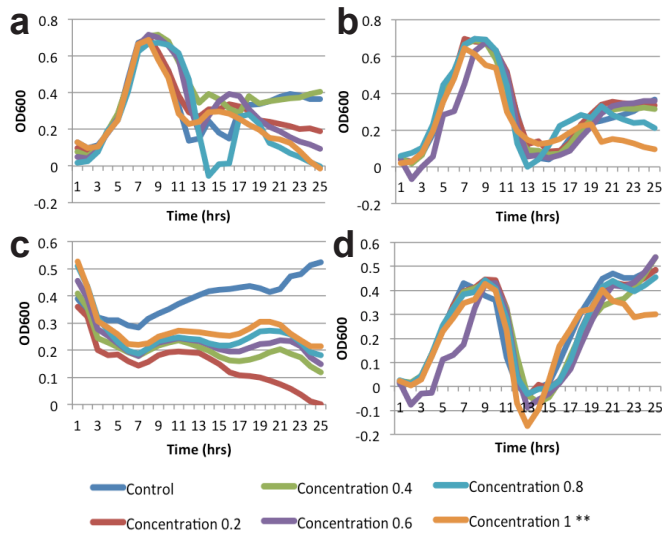 a
0.8
0.6
0.4
0.2
0
-0.2
OD600
1 3 5 7 9 11 13 15 17 19 21 23 25
Time (hrs)
b
0.8
0.6
0.4
0.2
0
0.2
OD600
1 3 5 7 9 11 13 15 17 19 21 23 25
Time (hrs)
c
0.6
0.5
0.4
0.3
0.2
0.1
0
OD600
1 3 5 7 9 11 13 15 17 19 21 23 25
Time (hrs)
d
0.6
0.5
0.4
0.3
0.2
0.1
0
-0.1
-0.2
OD600
1 3 5 7 9 11 13 15 17 19 21 23 25
Time (hrs)
Control
Concentration 0.4
Concentration 0.8
Concentration 0.2
Concentration 0.6
Concentration 1 **